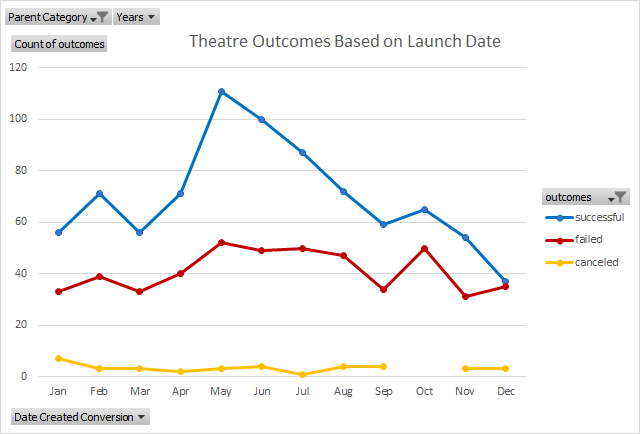 Parent Category Years
Count of outcomes
Theatre Outcomes Based on Launch Date
120
100
80
60
40
20
0
Jan Feb Mar Apr May Jun Jul Aug Sep Oct Nov Dec
outcomes
successful
failed
canceled
Date Created Conversion